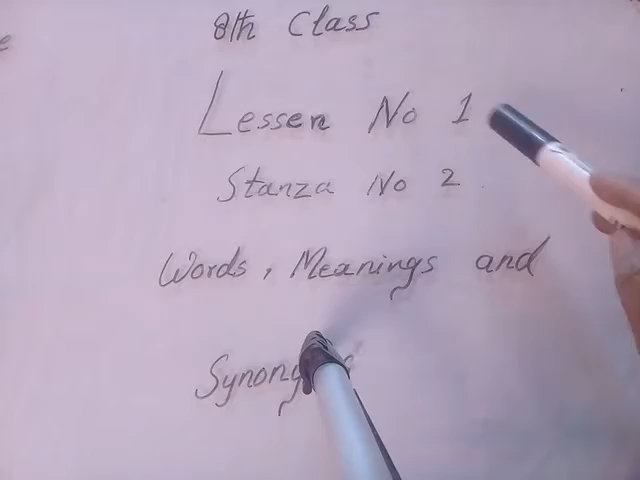 8th Class
Lessen No 1
Stanza No 2
Words, Meanings and